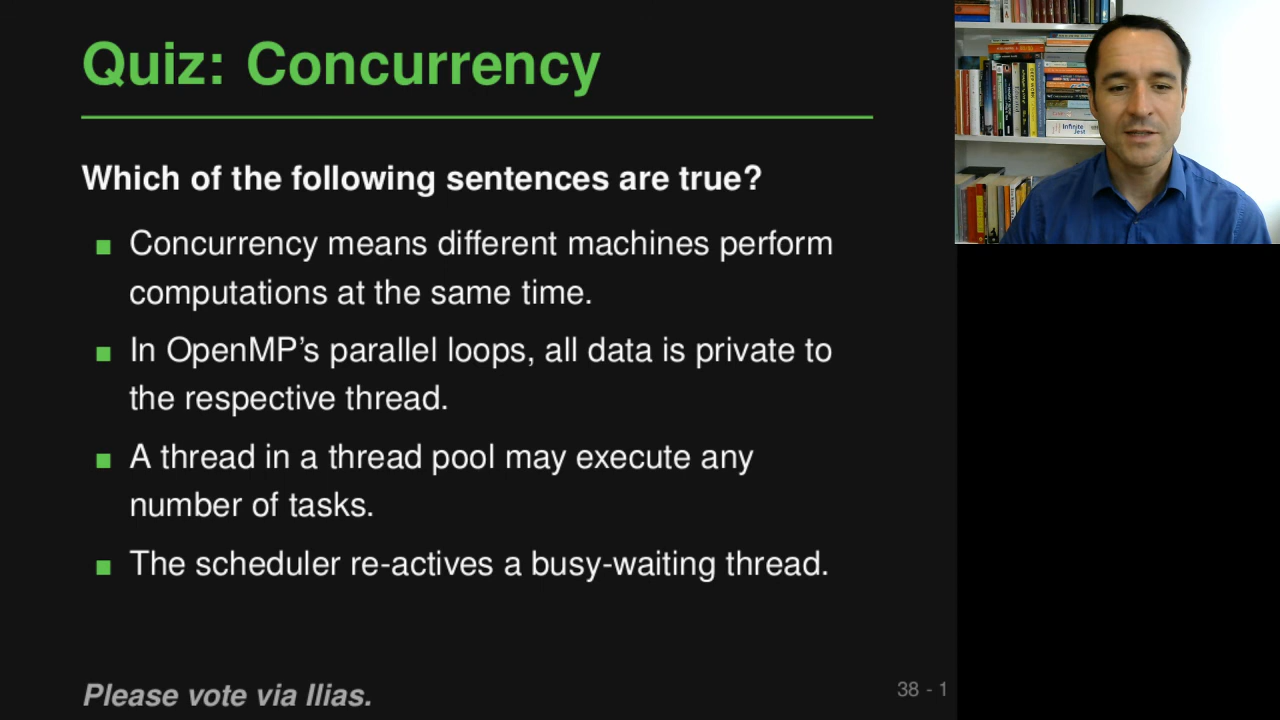 Quiz: Concurrency
Which of the following sentences are true?
Concurrency means different machines perform
computations at the same time.
In OpenMP's parallel loops, all data is private to
the respective thread.
A thread in a thread pool may execute any
number of tasks.
The scheduler re-actives a busy-waiting thread.
Please vote via Ilias.
38 - 1
Infinite
Jest